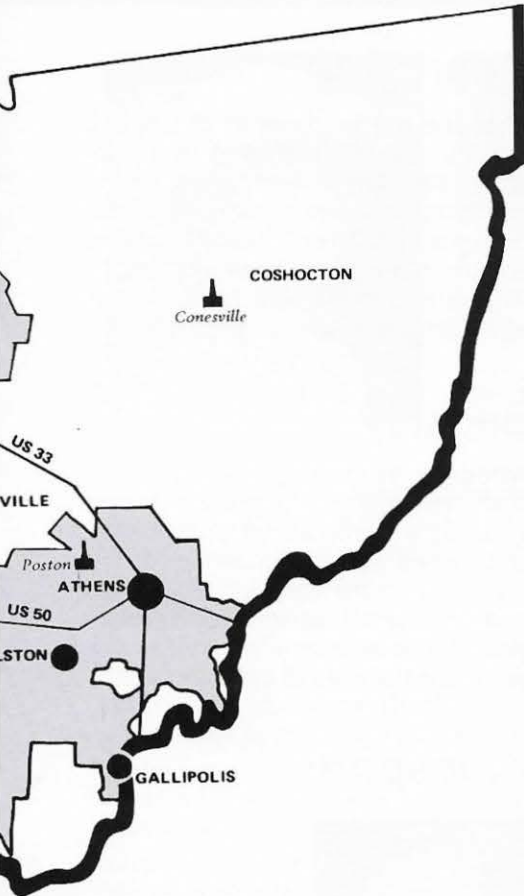 COSHOCTON
Conesville
US 33
VILLE
Poston
ATHENS
US 50
LSTON
GALLIPOLIS